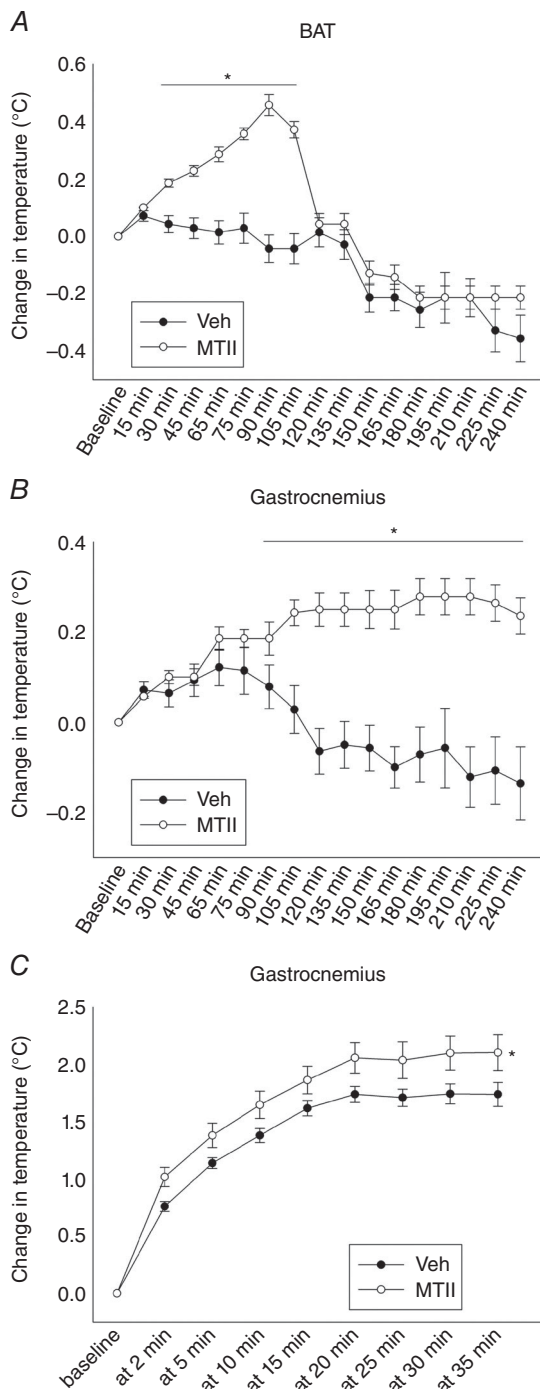 A
BAT
Change in temperature (°C)
0.6
0.4
0.2
0.0
–0.2
–0.4
*
Veh
MTII
Baseline
15 min
30 min
45 min
65 min
75 min
90 min
105 min
120 min
135 min
150 min
165 min
180 min
195 min
210 min
225 min
240 min
B
Gastrocnemius
Change in temperature (°C)
0.4
0.2
0.0
–0.2
*
Veh
MTII
Baseline
15 min
30 min
45 min
65 min
75 min
90 min
105 min
120 min
135 min
150 min
165 min
180 min
195 min
210 min
225 min
240 min
C
Gastrocnemius
Change in temperature (°C)
2.5
2.0
1.5
1.0
0.5
0.0
*
Veh
MTII
baseline
at 2 min
at 5 min
at 10 min
at 15 min
at 20 min
at 25 min
at 30 min
at 35 min